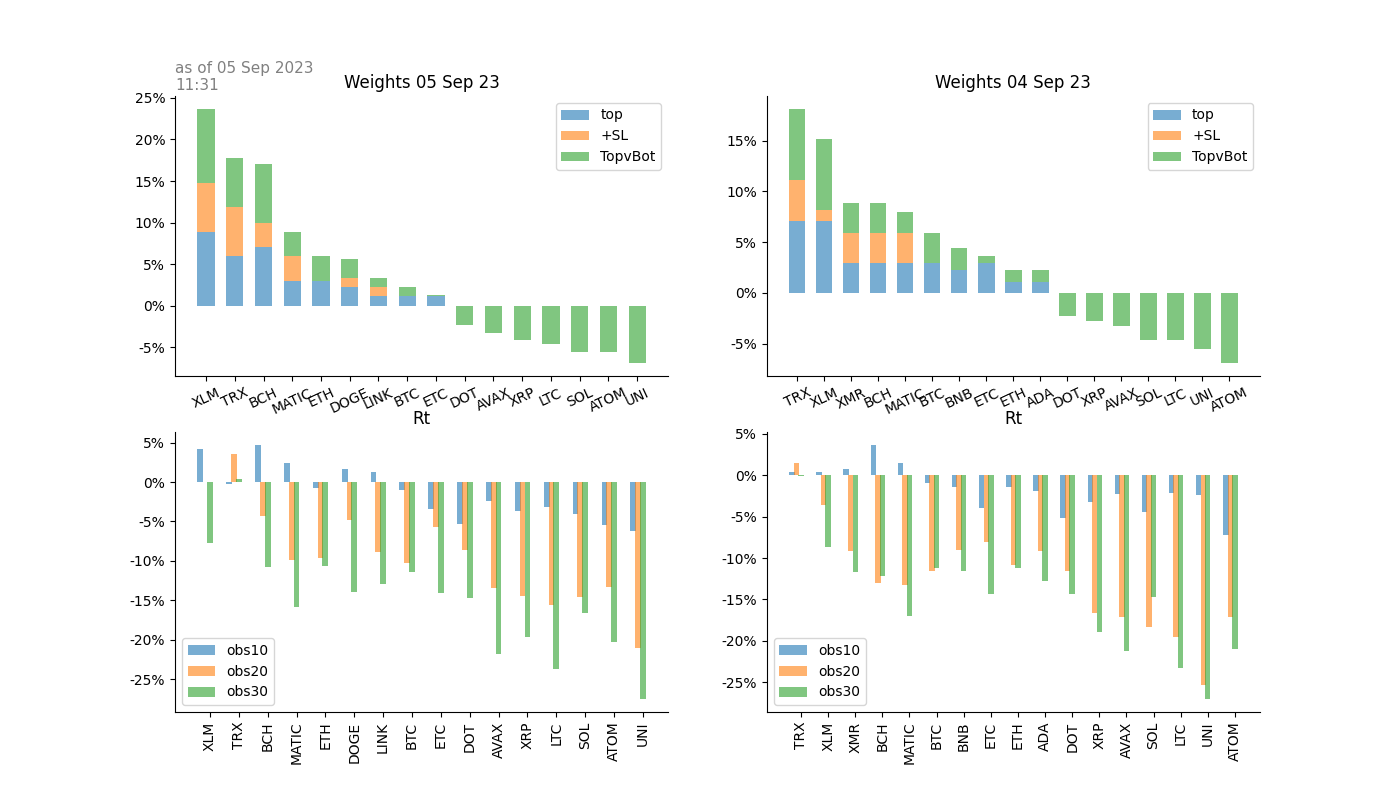 as of 05 Sep 2023
11:31
Weights 05 Sep 23
25%
20%
15%
10%
5%
0%
-5%
top
+SL
TopvBot
XLM TRX BCH MATIC ETH DOGE LINK BTC ETC DOT AVAX XRP LTC SOL ATOM UNI
Weights 04 Sep 23
15%
10%
5%
0%
-5%
top
+SL
TopvBot
TRX XLM XMR BCH MATIC BTC BNB ETC ETH ADA DOT XRP AVAX SOL LTC UNI ATOM
Rt
5%
0%
-5%
-10%
-15%
-20%
-25%
obs10
obs20
obs30
XLM TRX BCH MATIC ETH DOGE LINK BTC ETC DOT AVAX XRP LTC SOL ATOM UNI
Rt
5%
0%
-5%
-10%
-15%
-20%
-25%
obs10
obs20
obs30
TRX XLM XMR BCH MATIC BTC BNB ETC ETH ADA DOT XRP AVAX SOL LTC UNI ATOM